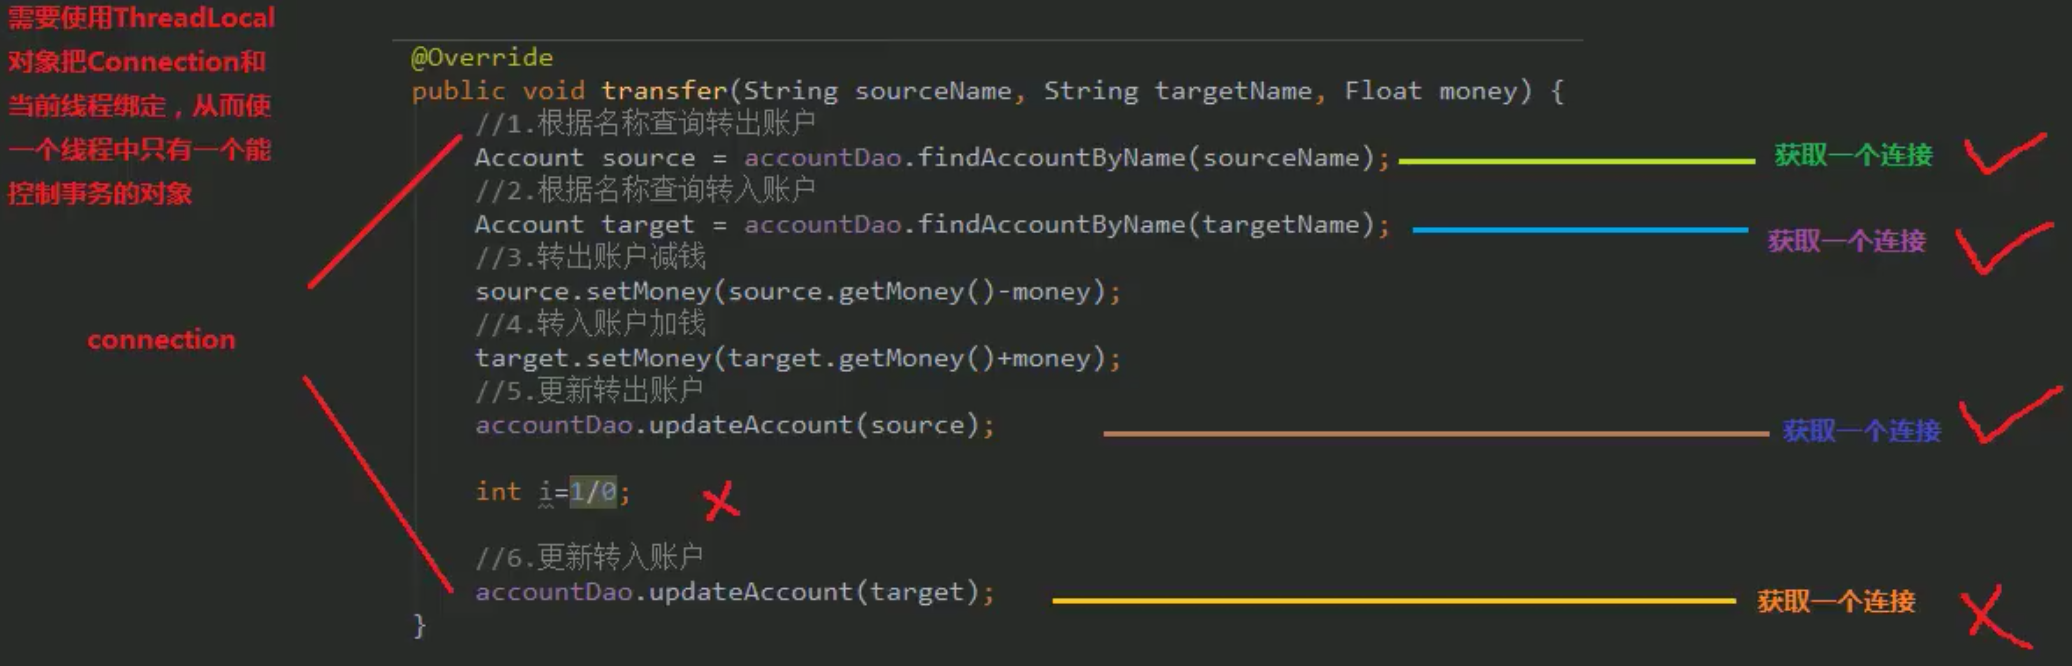 需要使用ThreadLocal
对象把Connection和
当前线程绑定，从而使
一个线程中只有一个能
控制事务的对象
connection
@Override
public void transfer(String sourceName, String targetName, Float money) {
//1.根据名称查询转出账户
Account source = accountDao.findAccountByName(sourceName);
获取一个连接
//2.根据名称查询转入账户
Account target = accountDao.findAccountByName(targetName);
获取一个连接
//3.转出账户减钱
source.setMoney(source.getMoney()-money);
//4.转入账户加钱
target.setMoney(target.getMoney()+money);
//5.更新转出账户
accountDao.updateAccount(source);
获取一个连接
int i=1/0;
//6.更新转入账户
accountDao.updateAccount(target);
获取一个连接
}